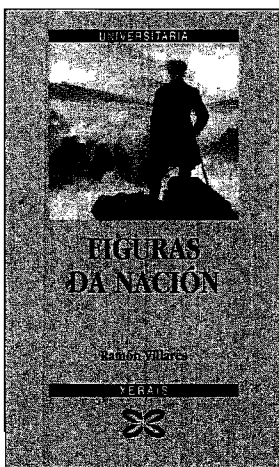 UNIVERSITARIA
FIGURAS
DA NACIÓN
Ramón Villares
XERAIS